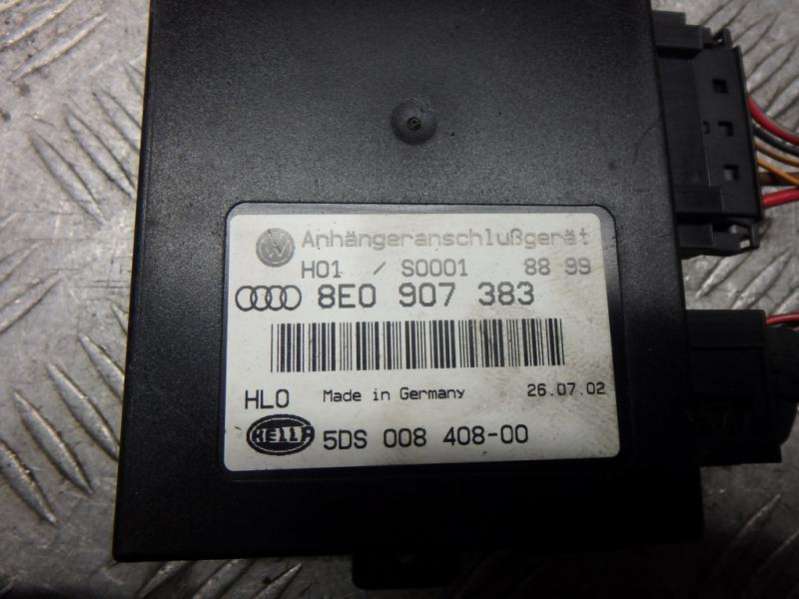 Anhängeranschlußgerät
H01 / S0001 88 99
8E0 907 383
HLO Made in Germany 26.07.02
HELLA 5DS 008 408-00